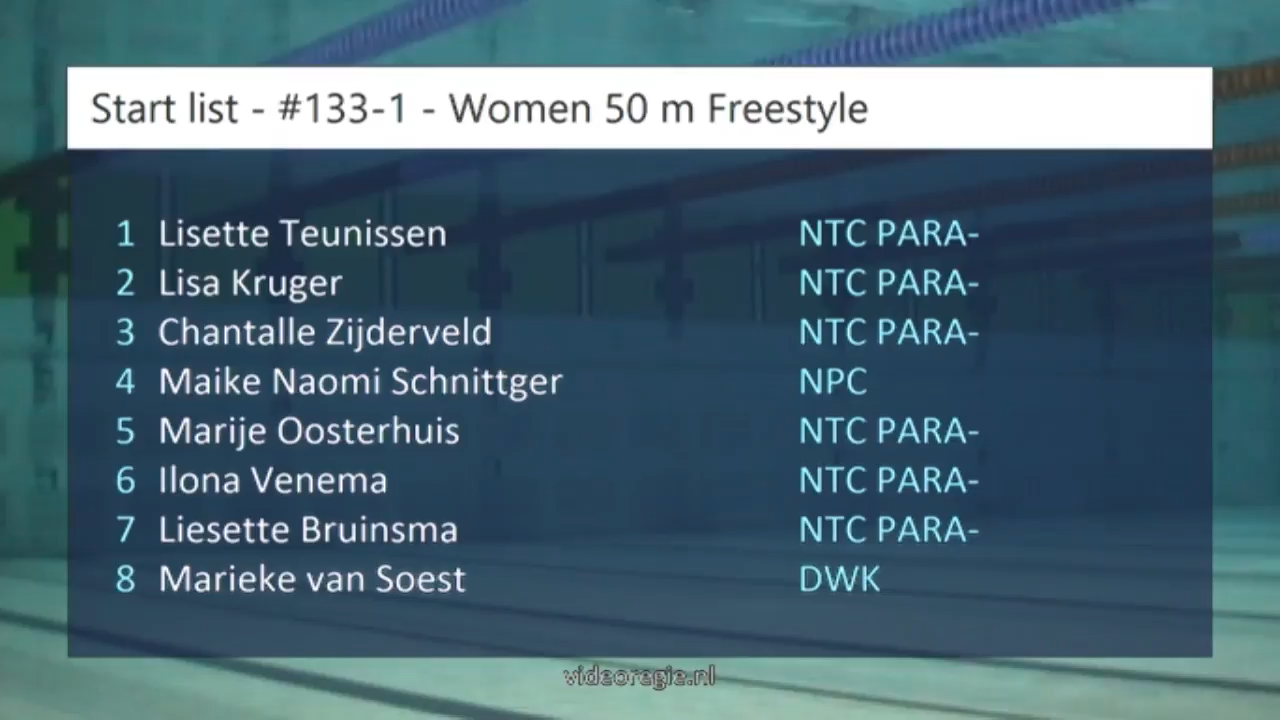 Start list - #133-1 - Women 50 m Freestyle
1 Lisette Teunissen NTC PARA-
2 Lisa Kruger NTC PARA-
3 Chantalle Zijderveld NTC PARA-
4 Maike Naomi Schnittger NPC
5 Marije Oosterhuis NTC PARA-
6 Ilona Venema NTC PARA-
7 Liesette Bruinsma NTC PARA-
8 Marieke van Soest DWK
videoregie.nl